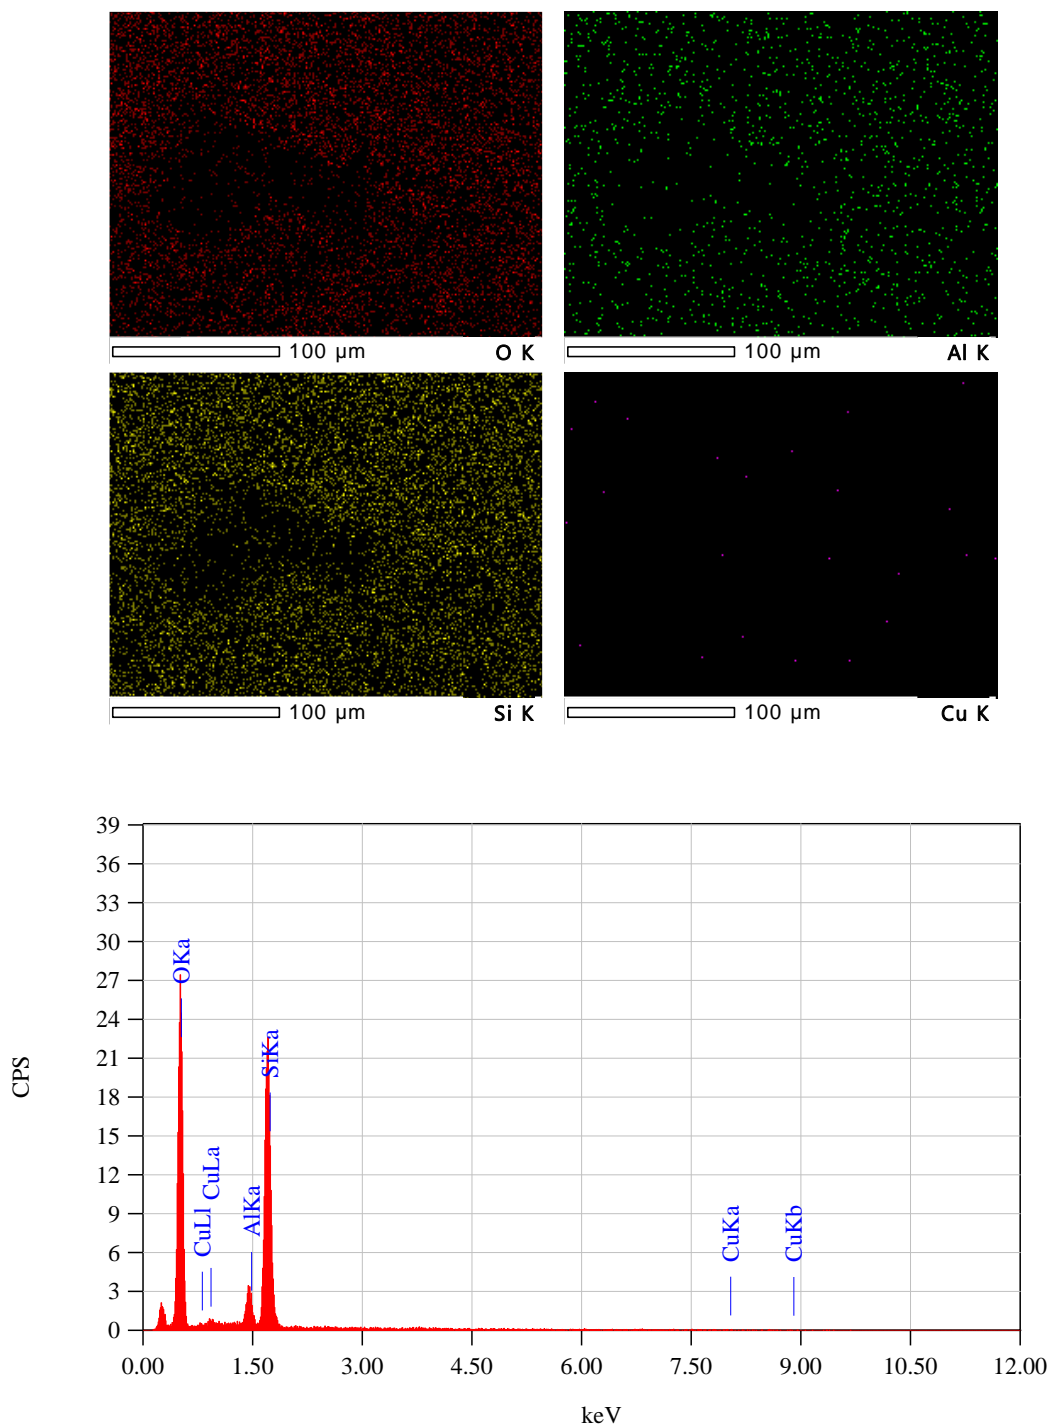 100 µm O K
100 µm Al K
100 µm Si K
100 µm Cu K
39
36
33
30
27
24
21
18
15
12
9
6
3
0
CPS
OKa
CuLl
CuLa
AlKa
SiKa
CuKa
CuKb
0.00 1.50 3.00 4.50 6.00 7.50 9.00 10.50 12.00
keV